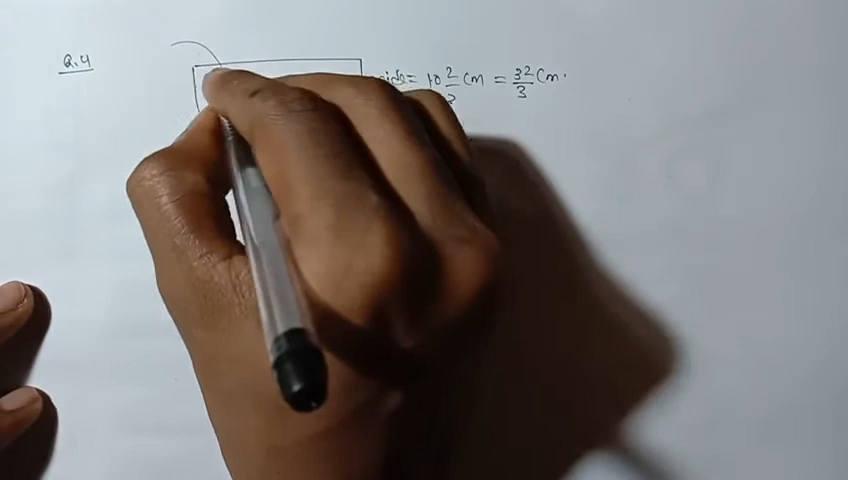 Q.4
side = 10 2/3 Cm = 32/3 Cm.